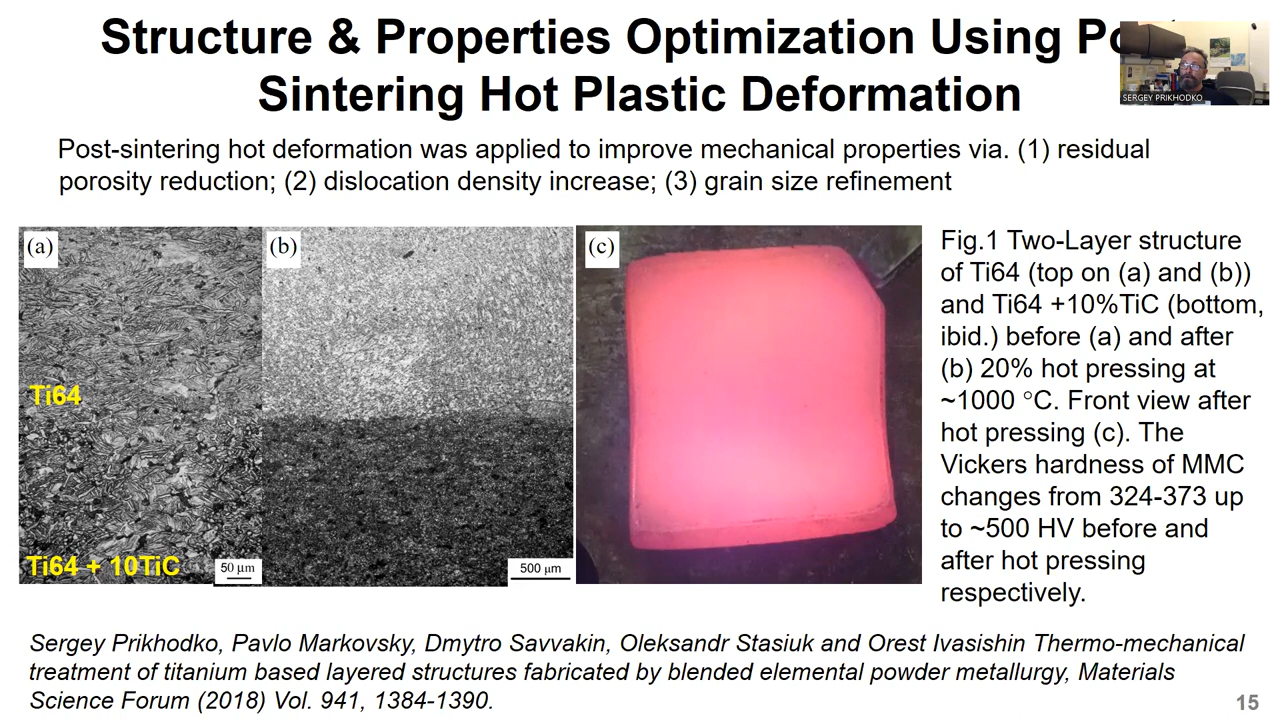 Structure & Properties Optimization Using
Sintering Hot Plastic Deformation
SERGEY PRIKHODKO
Post-sintering hot deformation was applied to improve mechanical properties via. (1) residual
porosity reduction; (2) dislocation density increase; (3) grain size refinement
(a)
(b)
(c)
Ti64
Ti64 + 10TiC
50 μm
500 μm
Fig.1 Two-Layer structure
of Ti64 (top on (a) and (b))
and Ti64 +10%TiC (bottom,
ibid.) before (a) and after
(b) 20% hot pressing at
~1000 °C. Front view after
hot pressing (c). The
Vickers hardness of MMC
changes from 324-373 up
to ~500 HV before and
after hot pressing
respectively.
Sergey Prikhodko, Pavlo Markovsky, Dmytro Savvakin, Oleksandr Stasiuk and Orest Ivasishin Thermo-mechanical
treatment of titanium based layered structures fabricated by blended elemental powder metallurgy, Materials
Science Forum (2018) Vol. 941, 1384-1390.
15